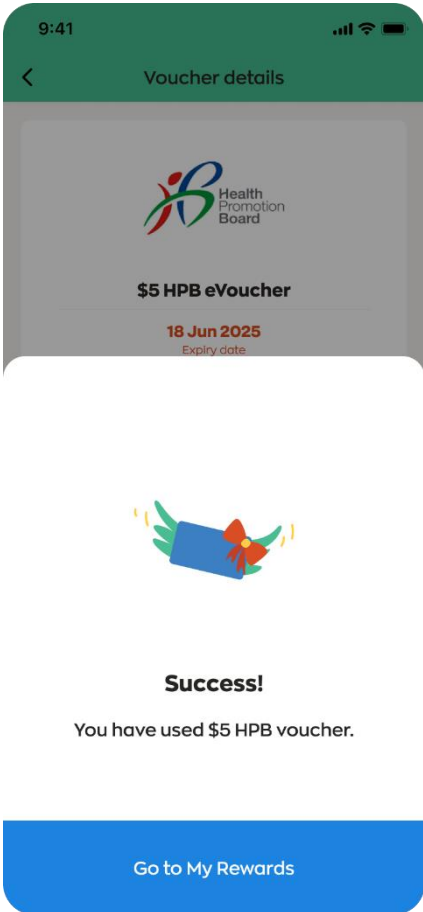 9:41
Voucher details
Health
Promotion
Board
$5 HPB eVoucher
18 Jun 2025
Expiry date
Success!
You have used $5 HPB voucher.
Go to My Rewards